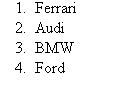 1. Ferrari
2. Audi
3. BMW
4. Ford